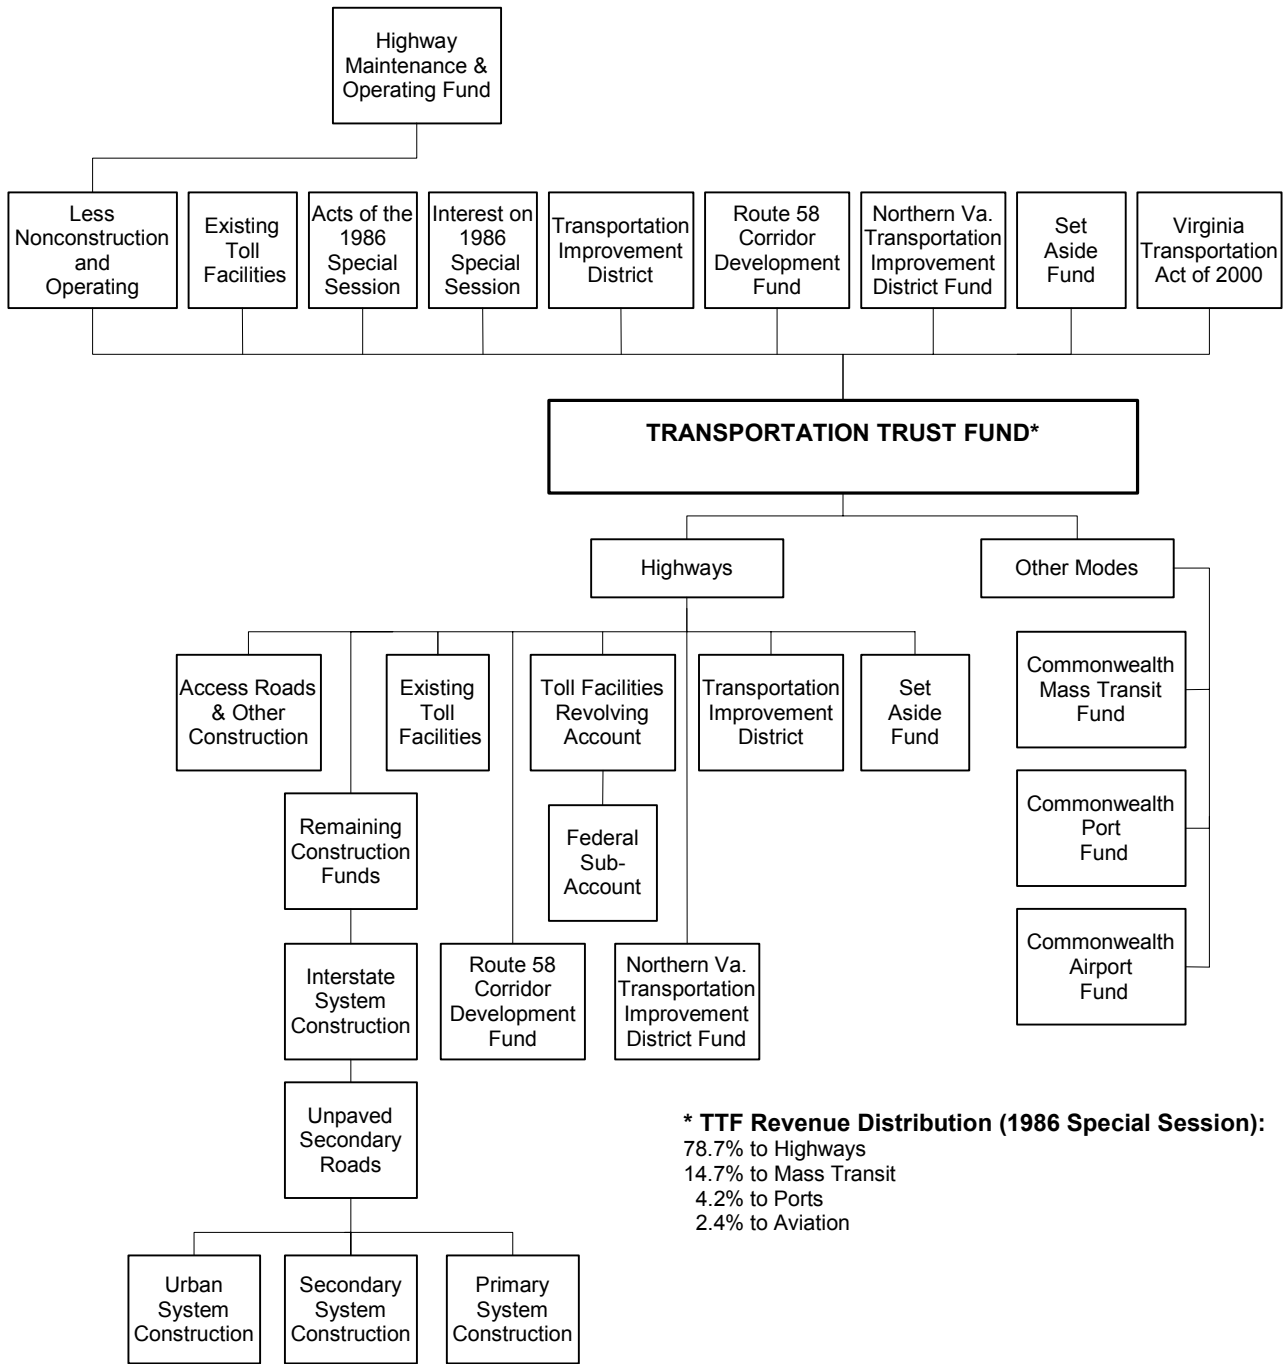 Highway
Maintenance &
Operating Fund
Less
Nonconstruction
and
Operating
Existing
Toll
Facilities
Acts of the
1986
Special
Session
Interest on
1986
Special
Session
Transportation
Improvement
District
Route 58
Corridor
Development
Fund
Northern Va.
Transportation
Improvement
District Fund
Set
Aside
Fund
Virginia
Transportation
Act of 2000
TRANSPORTATION TRUST FUND*
Highways
Other Modes
Access Roads
& Other
Construction
Existing
Toll
Facilities
Toll Facilities
Revolving
Account
Transportation
Improvement
District
Set
Aside
Fund
Commonwealth
Mass Transit
Fund
Remaining
Construction
Funds
Federal
Sub-
Account
Commonwealth
Port
Fund
Interstate
System
Construction
Route 58
Corridor
Development
Fund
Northern Va.
Transportation
Improvement
District Fund
Commonwealth
Airport
Fund
Unpaved
Secondary
Roads
* TTF Revenue Distribution (1986 Special Session):
78.7% to Highways
14.7% to Mass Transit
4.2% to Ports
2.4% to Aviation
Urban
System
Construction
Secondary
System
Construction
Primary
System
Construction